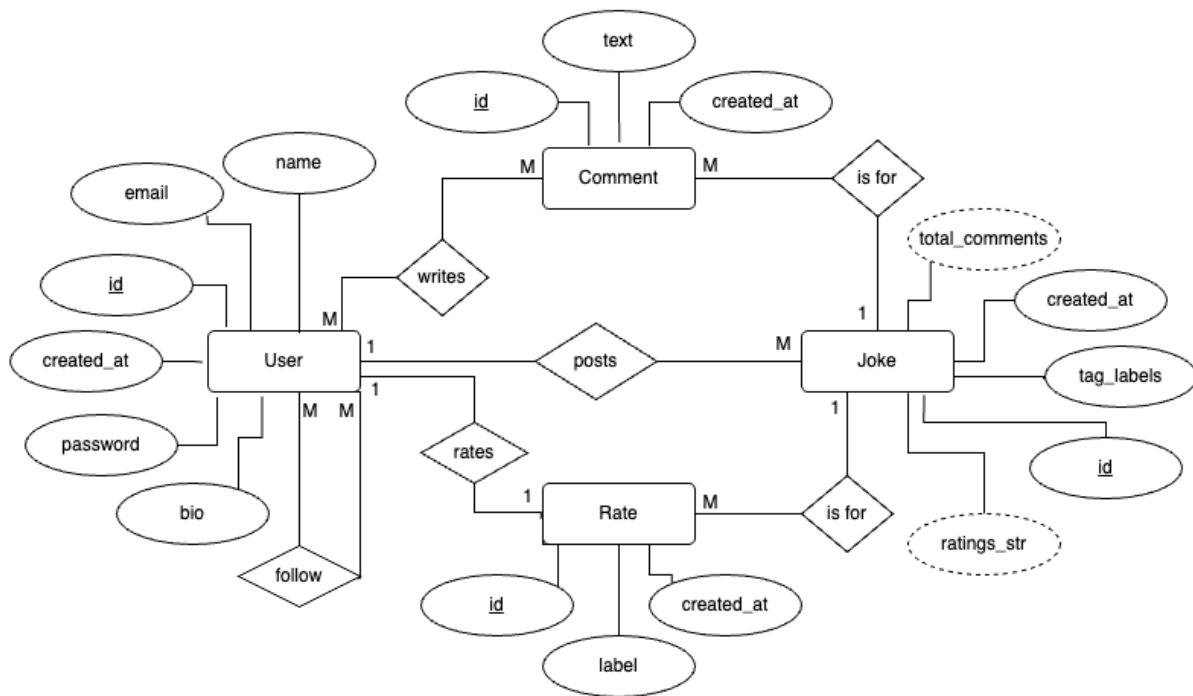 text
id
created_at
name
M
Comment
M
is for
email
total_comments
writes
id
created_at
M
1
User
1
posts
M
Joke
created_at
tag_labels
1
M
M
1
password
rates
id
1
Rate
M
is for
bio
ratings_str
follow
id
created_at
label